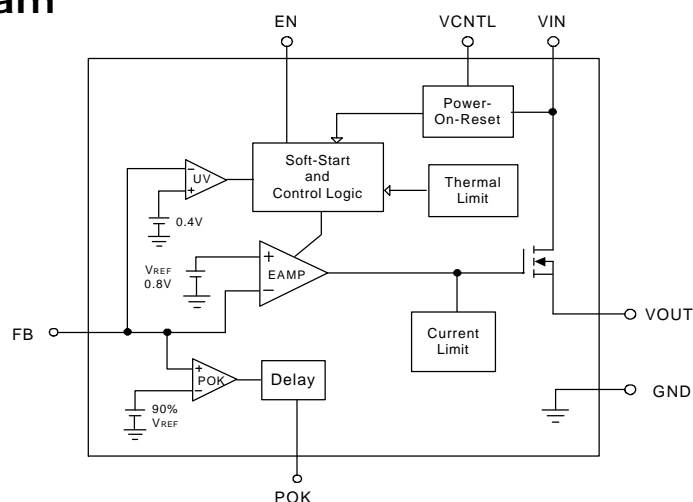 EN
VCNTL
VIN
Power-
On-Reset
Soft-Start
and
Control Logic
UV
Thermal
Limit
0.4V
VREF
0.8V
EAMP
VOUT
FB
Current
Limit
POK
Delay
GND
90%
VREF
POK